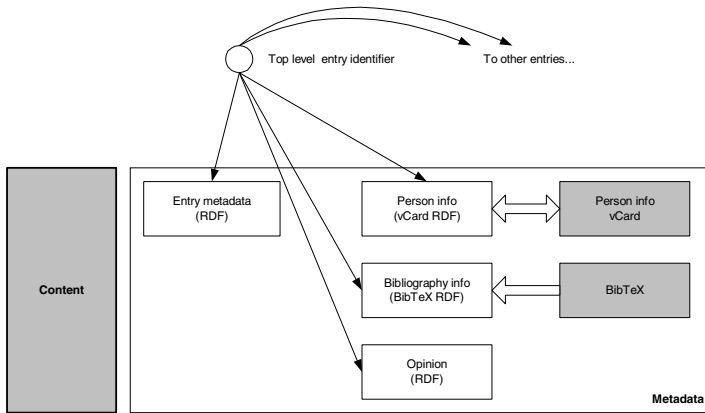 Top level entry identifier
To other entries...
Entry metadata
(RDF)
Person info
(vCard RDF)
Person info
vCard
Content
Bibliography info
(BibTeX RDF)
BibTeX
Opinion
(RDF)
Metadata